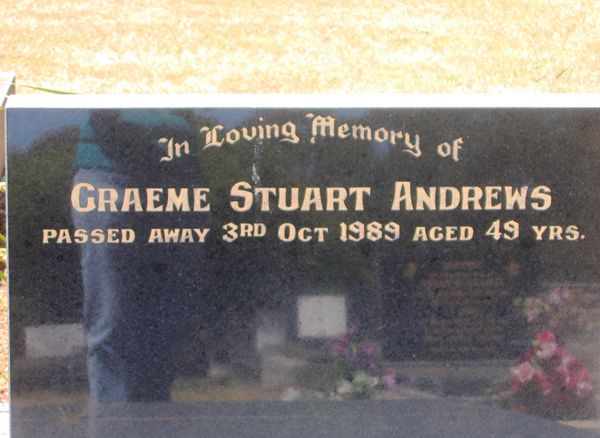 In Loving Memory of
GRAEME STUART ANDREWS
PASSED AWAY 3RD OCT 1989 AGED 49 YRS.